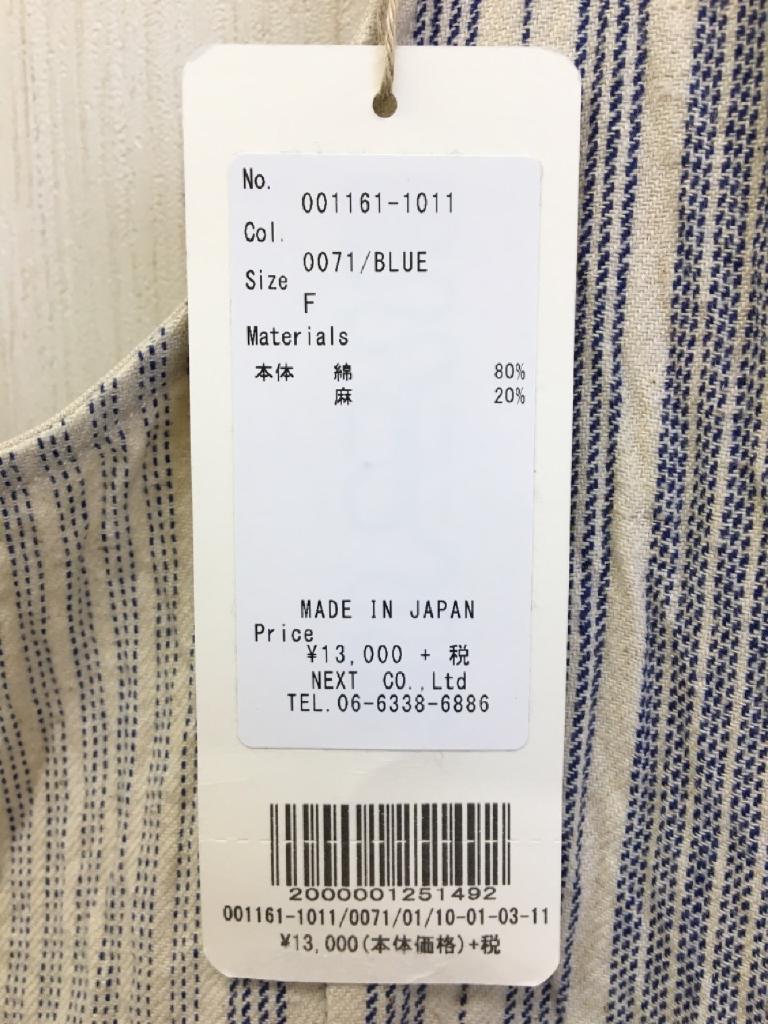 No.
001161-1011
Col.
0071/BLUE
Size
F
Materials
本体 綿 80%
麻 20%
MADE IN JAPAN
Price
¥13,000 + 税
NEXT CO.,Ltd
TEL.06-6338-6886
2000001251492
001161-1011/0071/01/10-01-03-11
¥13,000(本体価格)+税